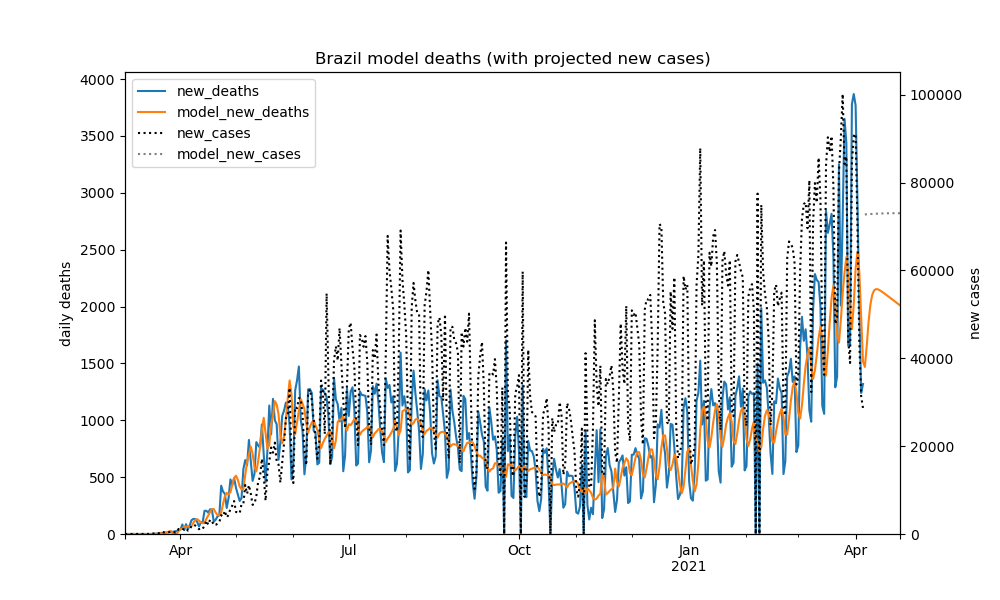 Brazil model deaths (with projected new cases)
new_deaths
model_new_deaths
new_cases
model_new_cases
daily deaths
4000
3500
3000
2500
2000
1500
1000
500
0
100000
80000
60000
40000
20000
0
new cases
Apr
Jul
Oct
Jan
2021
Apr